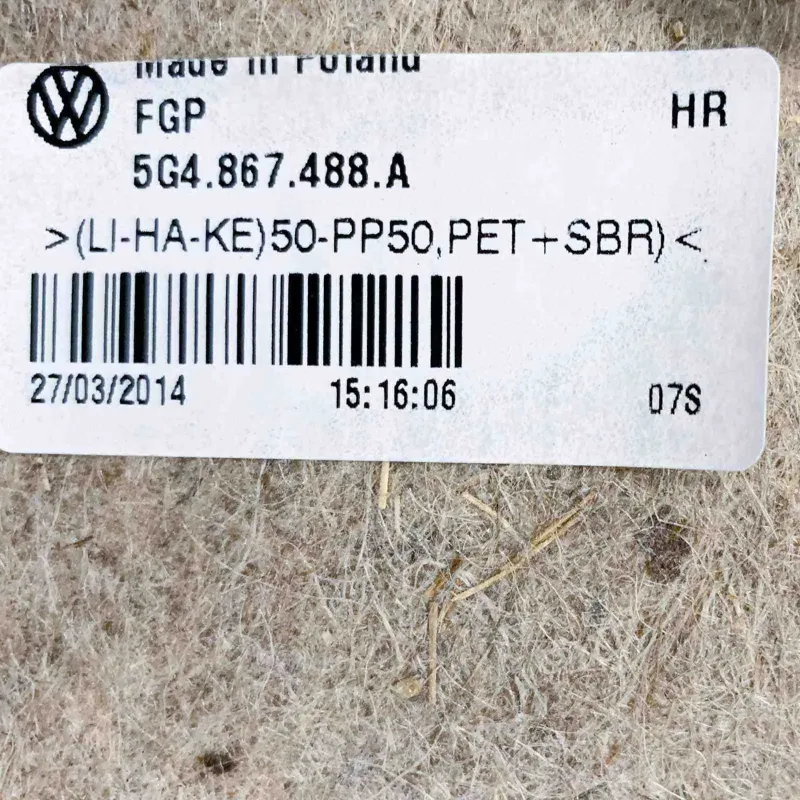 Made in Poland
FGP
HR
5G4.867.488.A
>(LI-HA-KE)50-PP50,PET+SBR)<
27/03/2014 15:16:06 07S